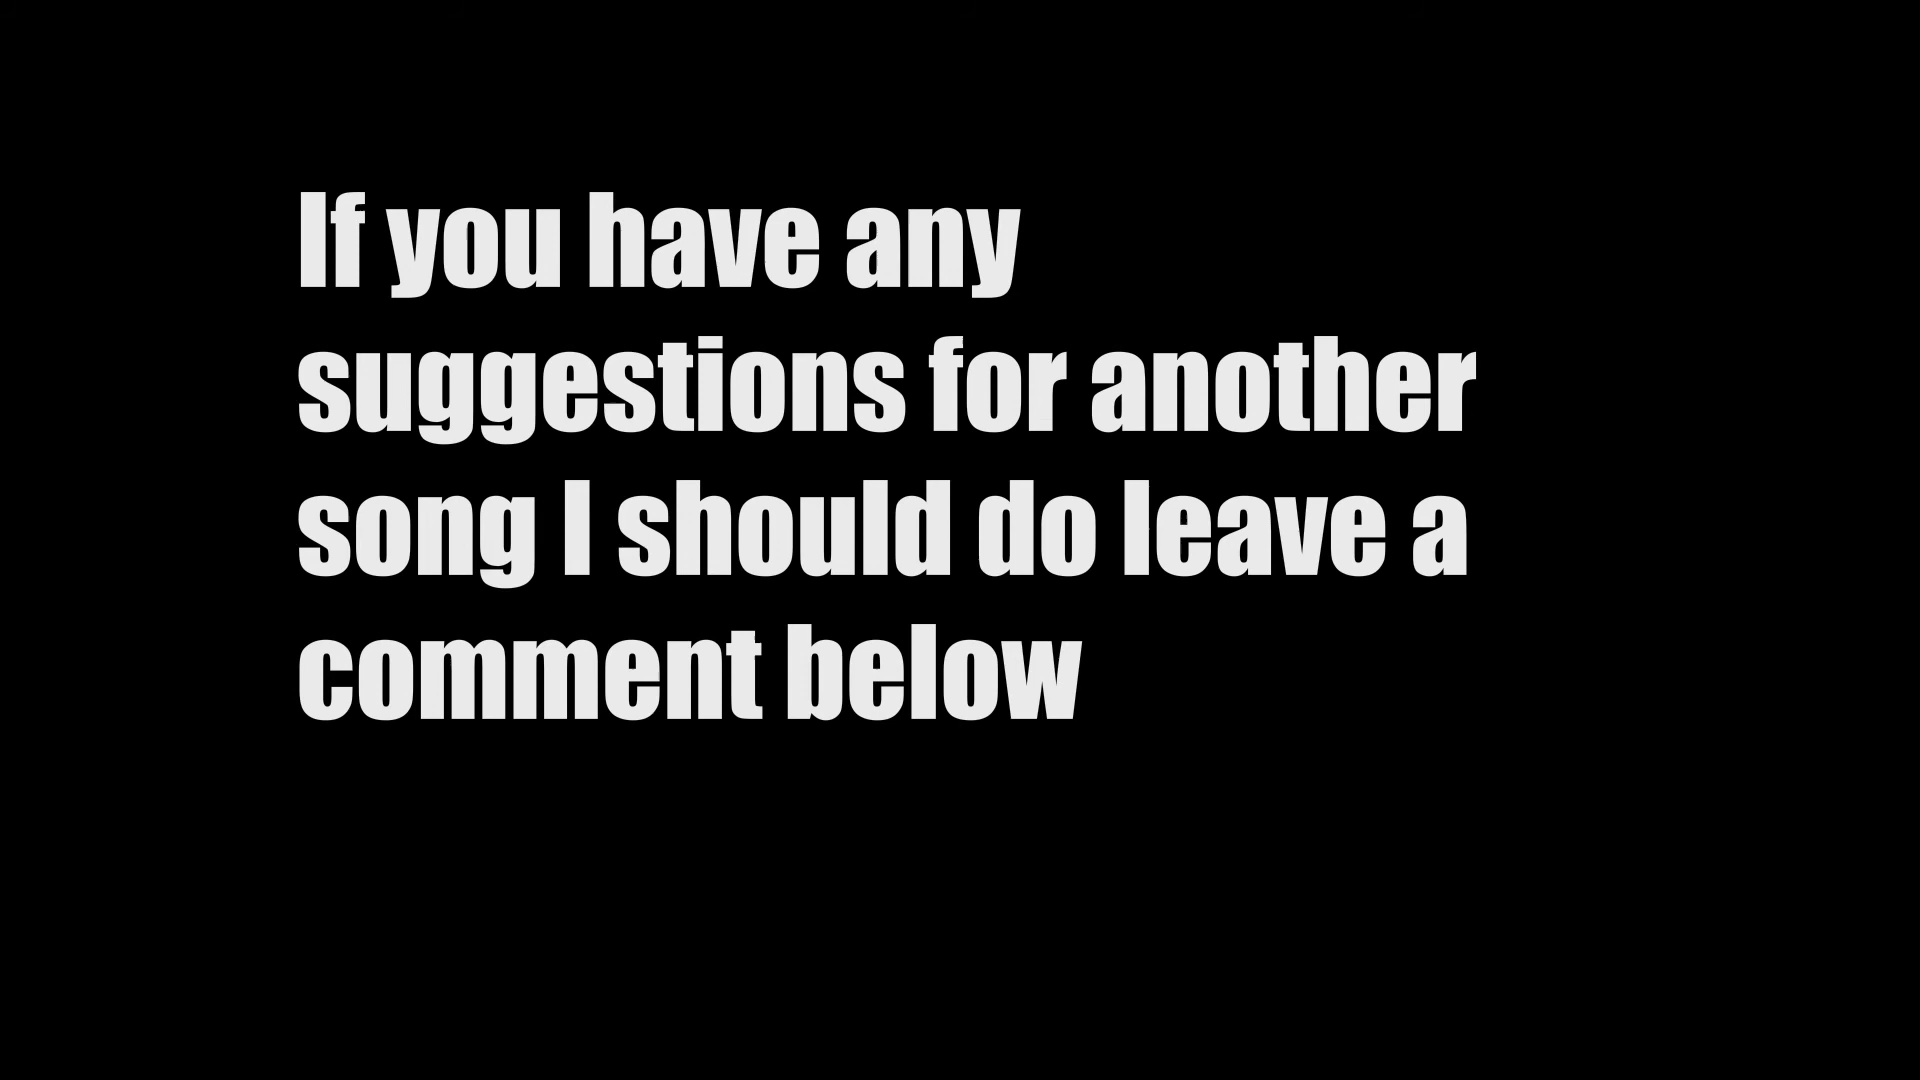 If you have any
suggestions for another
song I should do leave a
comment below